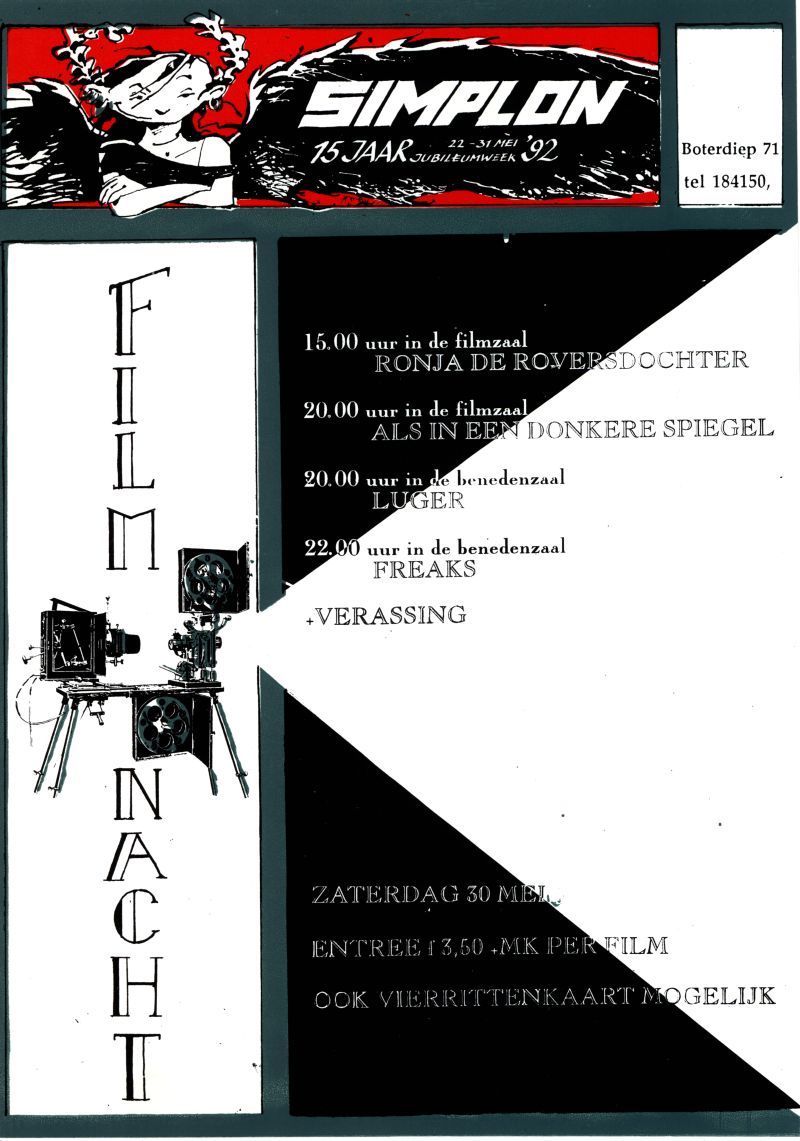 SIMPLON
15 JAAR 22-31 MEI '92
JUBILEUMWEEK
Boterdiep 71
tel 184150,
FILM
NACHT
15.00 uur in de filmzaal
RONJA DE ROVERSDOCHTER
20.00 uur in de filmzaal
ALS IN EEN DONKERE SPIEGEL
20.00 uur in de benedenzaal
LUGER
22.00 uur in de benedenzaal
FREAKS
+VERASSING
ZATERDAG 30 MEI
ENTREE f 3,50 +MK PER FILM
OOK VIERRITTENKAART MOGELIJK